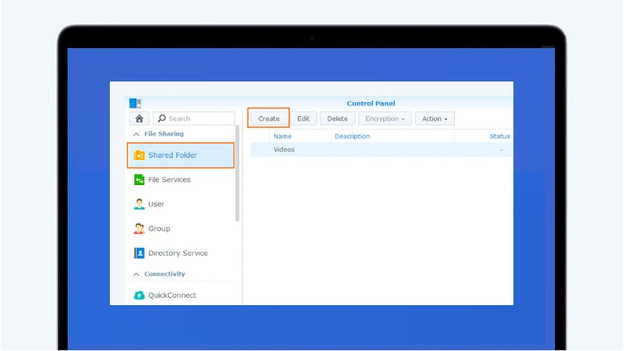 Control Panel
Search
Create Edit Delete Encryption Action
File Sharing
Name Description Status
Shared Folder
Videos -
File Services
User
Group
Directory Service
Connectivity
QuickConnect